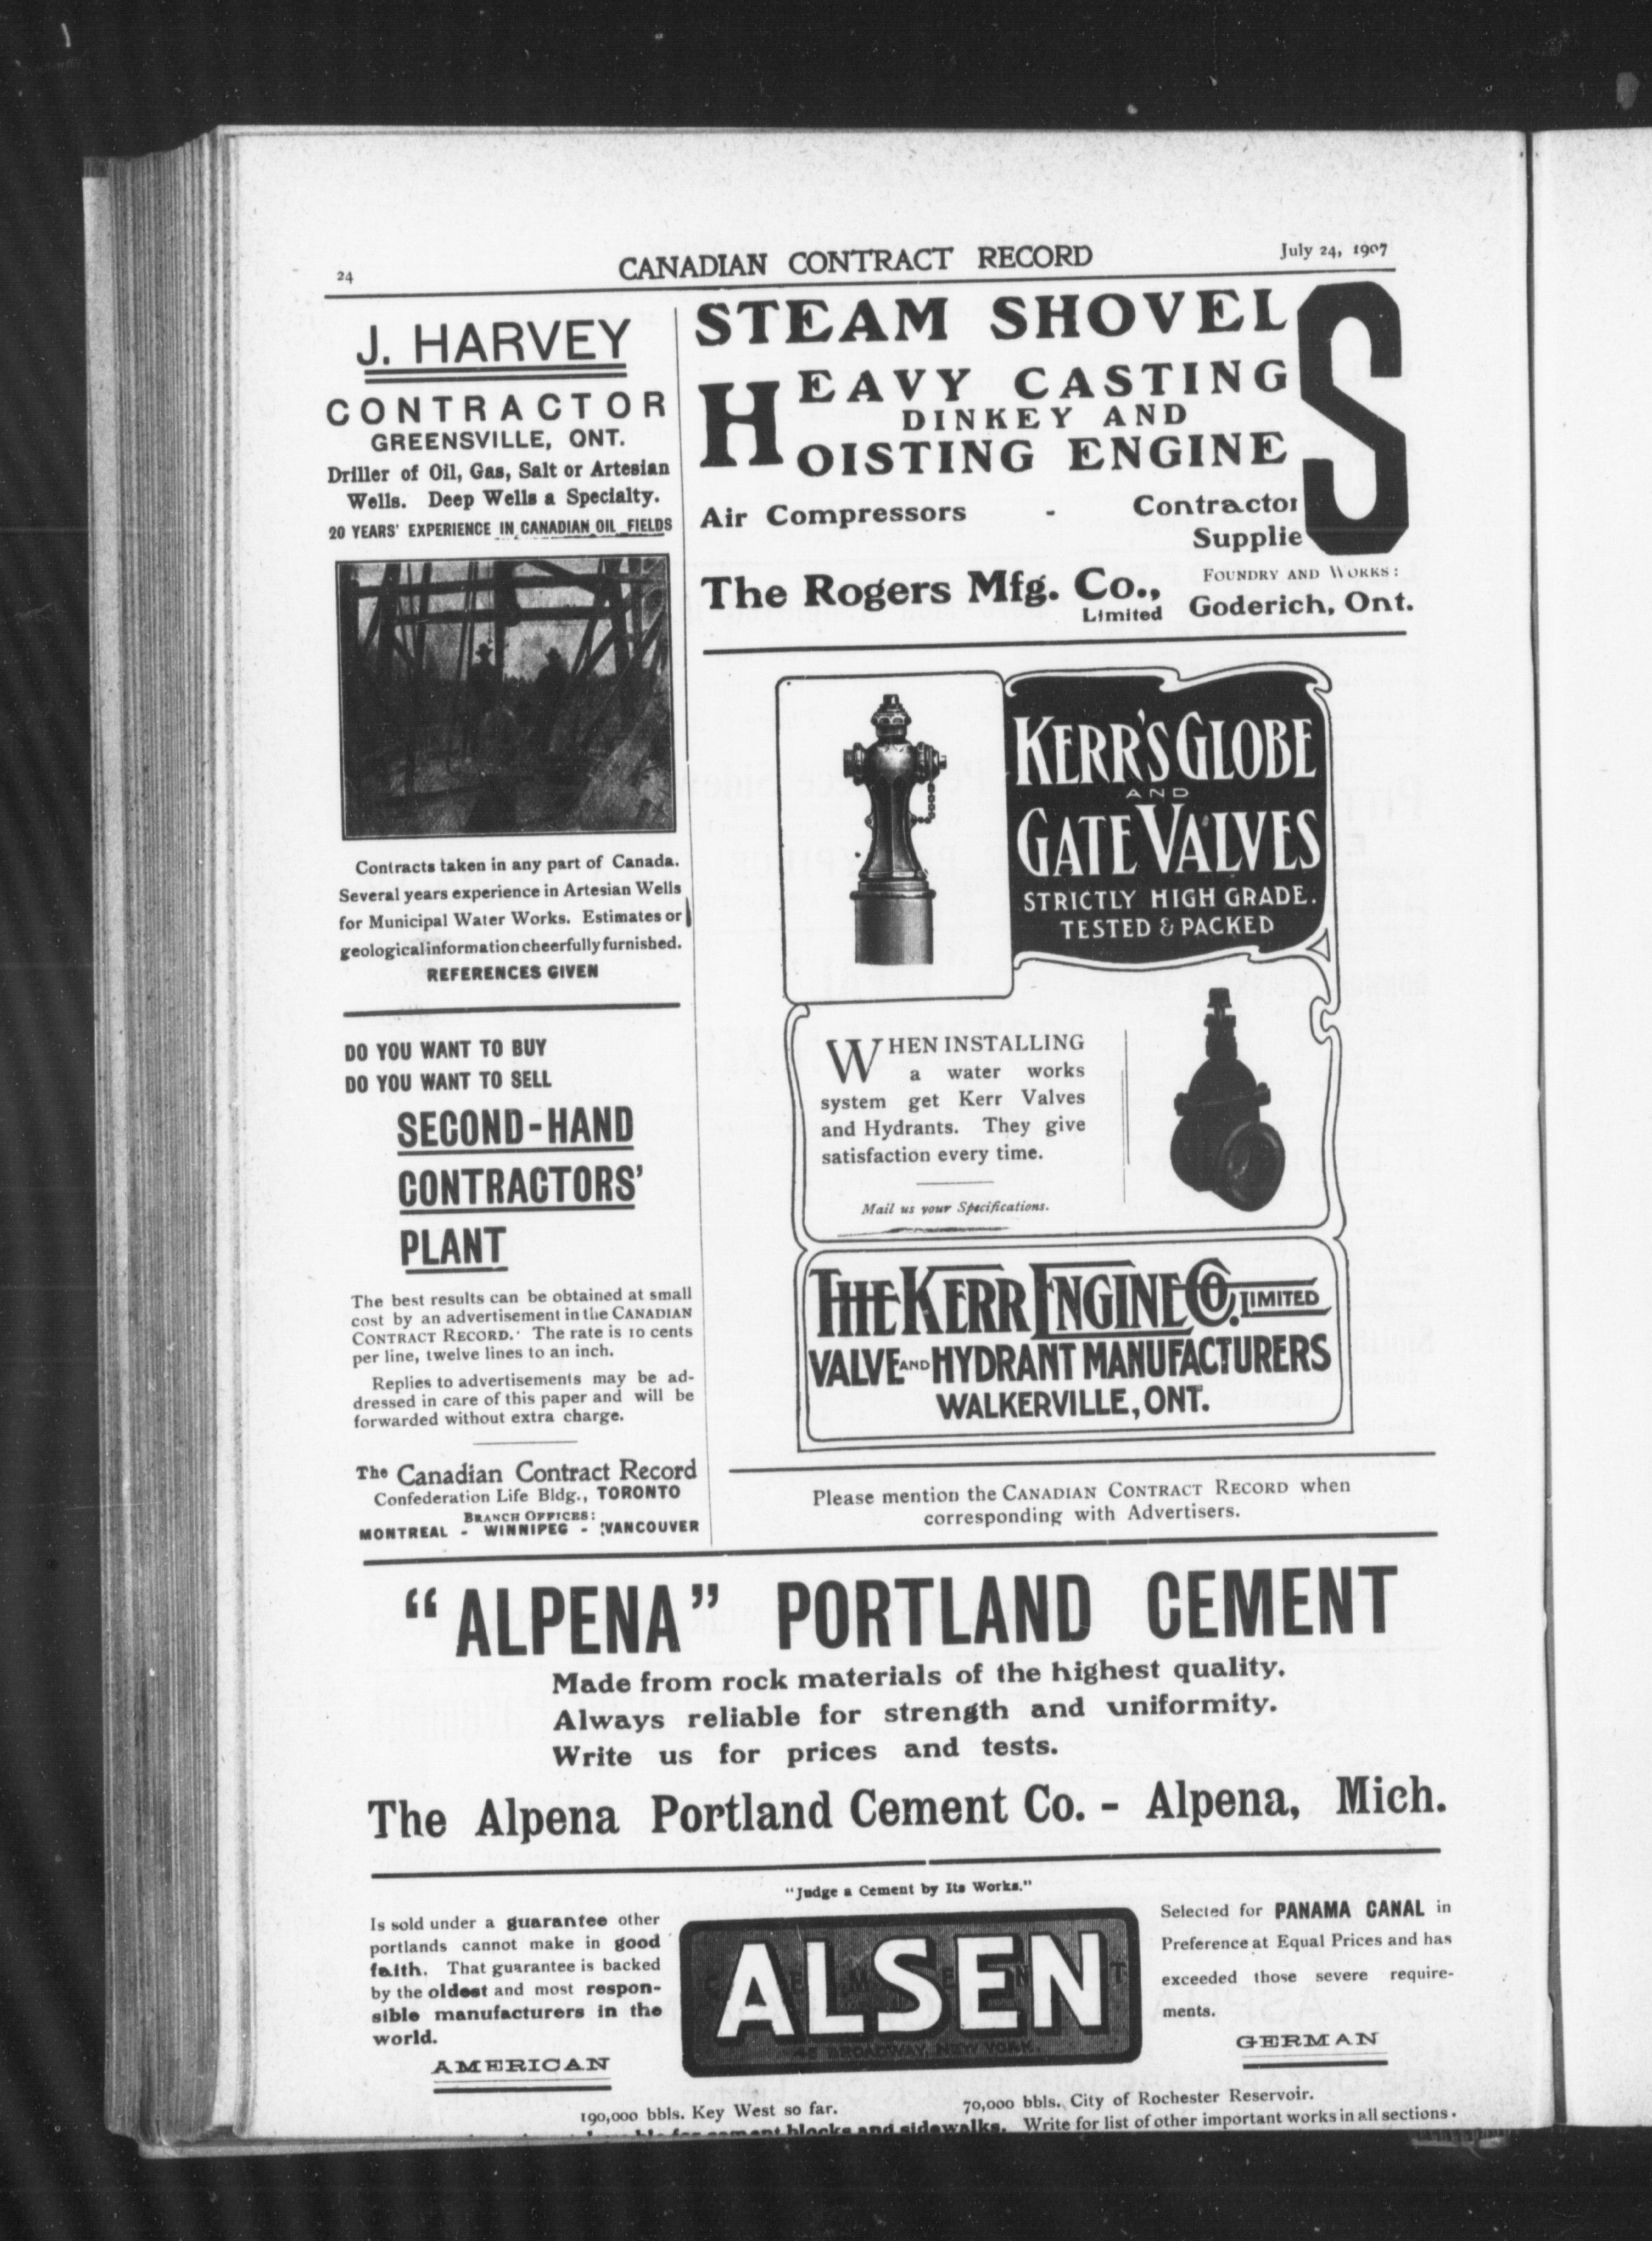 24
CANADIAN CONTRACT RECORD
July 24, 1907
J. HARVEY
CONTRACTOR
GREENSVILLE, ONT.
Driller of Oil, Gas, Salt or Artesian
Wells. Deep Wells a Specialty.
20 YEARS' EXPERIENCE IN CANADIAN OIL FIELDS
Contracts taken in any part of Canada.
Several years experience in Artesian Wells
for Municipal Water Works. Estimates or
geological information cheerfully furnished.
REFERENCES GIVEN
DO YOU WANT TO BUY
DO YOU WANT TO SELL
SECOND-HAND
CONTRACTORS'
PLANT
The best results can be obtained at small
cost by an advertisement in the CANADIAN
CONTRACT RECORD. The rate is 10 cents
per line, twelve lines to an inch.
Replies to advertisements may be ad-
dressed in care of this paper and will be
forwarded without extra charge.
The Canadian Contract Record
Confederation Life Bldg., TORONTO
BRANCH OFFICES:
MONTREAL - WINNIPEG - VANCOUVER
STEAM SHOVELS
HEAVY CASTING
DINKEY AND
HOISTING ENGINE
Air Compressors - Contractor
Supplie
The Rogers Mfg. Co.,
Limited
FOUNDRY AND WORKS:
Goderich, Ont.
KERR'S GLOBE
AND
GATE VALVES
STRICTLY HIGH GRADE.
TESTED & PACKED
WHEN INSTALLING
a water works
system get Kerr Valves
and Hydrants. They give
satisfaction every time.
Mail us your Specifications.
THE KERR ENGINE CO. LIMITED
VALVE AND HYDRANT MANUFACTURERS
WALKERVILLE, ONT.
Please mention the CANADIAN CONTRACT RECORD when
corresponding with Advertisers.
"ALPENA" PORTLAND CEMENT
Made from rock materials of the highest quality.
Always reliable for strength and uniformity.
Write us for prices and tests.
The Alpena Portland Cement Co. - Alpena, Mich.
"Judge a Cement by Its Works."
Is sold under a guarantee other
portlands cannot make in good
faith. That guarantee is backed
by the oldest and most respon-
sible manufacturers in the
world.
AMERICAN
ALSEN
CEMENT
45 BROADWAY, NEW YORK.
Selected for PANAMA CANAL in
Preference at Equal Prices and has
exceeded those severe require-
ments.
GERMAN
190,000 bbls. Key West so far.
70,000 bbls. City of Rochester Reservoir.
for cement blocks and sidewalks. Write for list of other important works in all sections.